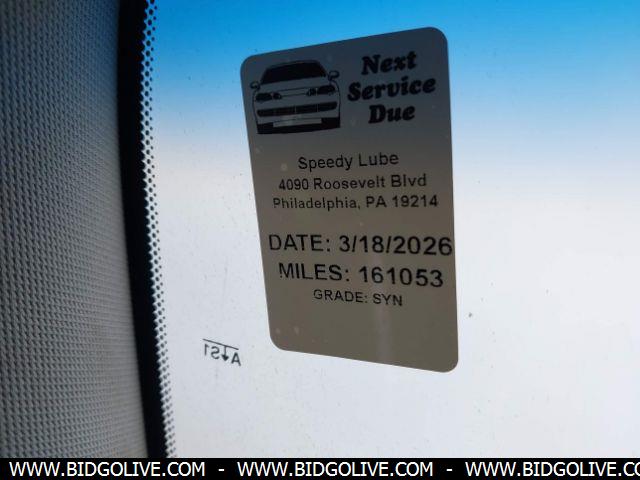 Next
Service
Due
Speedy Lube
4090 Roosevelt Blvd
Philadelphia, PA 19214
DATE: 3/18/2026
MILES: 161053
GRADE: SYN
AS1
WWW.BIDGOLIVE.COM - WWW.BIDGOLIVE.COM - WWW.BIDGOLIVE.COM